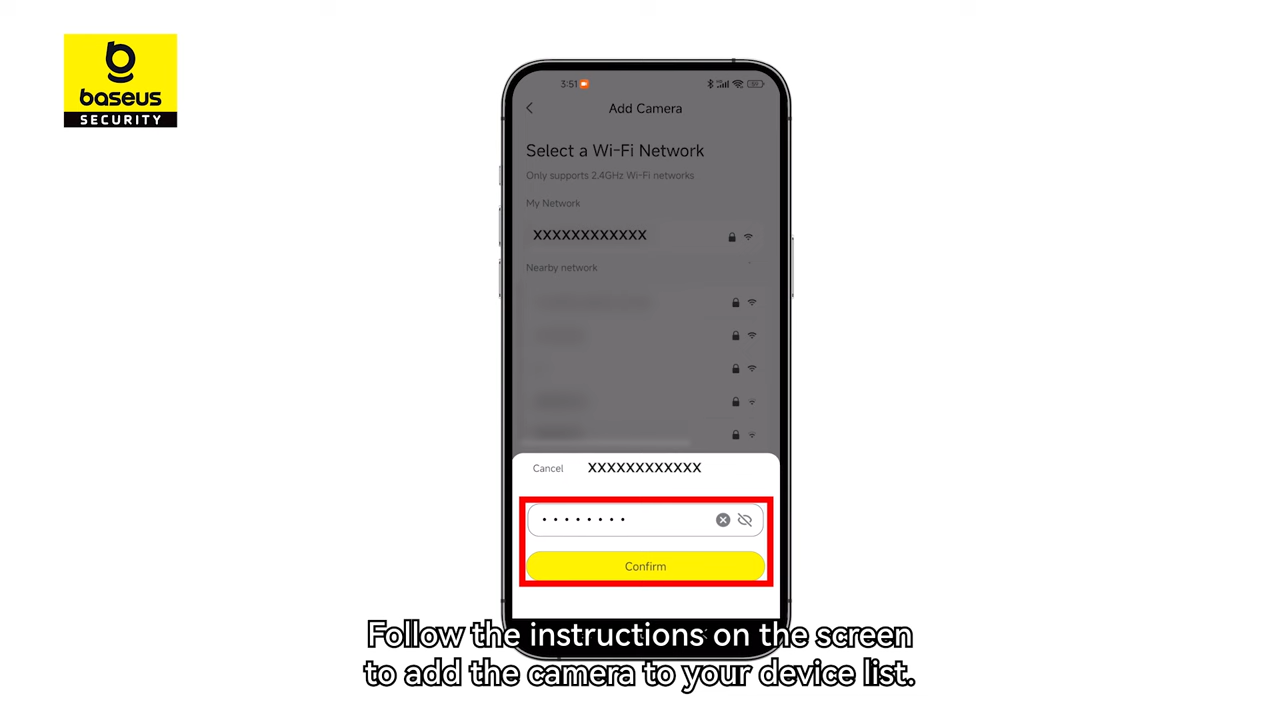 baseus
SECURITY
3:51
Add Camera
Select a Wi-Fi Network
Only supports 2.4GHz Wi-Fi networks
My Network
XXXXXXXXXXXX
Nearby network
Cancel
XXXXXXXXXXXX
Confirm
Follow the instructions on the screen
to add the camera to your device list.